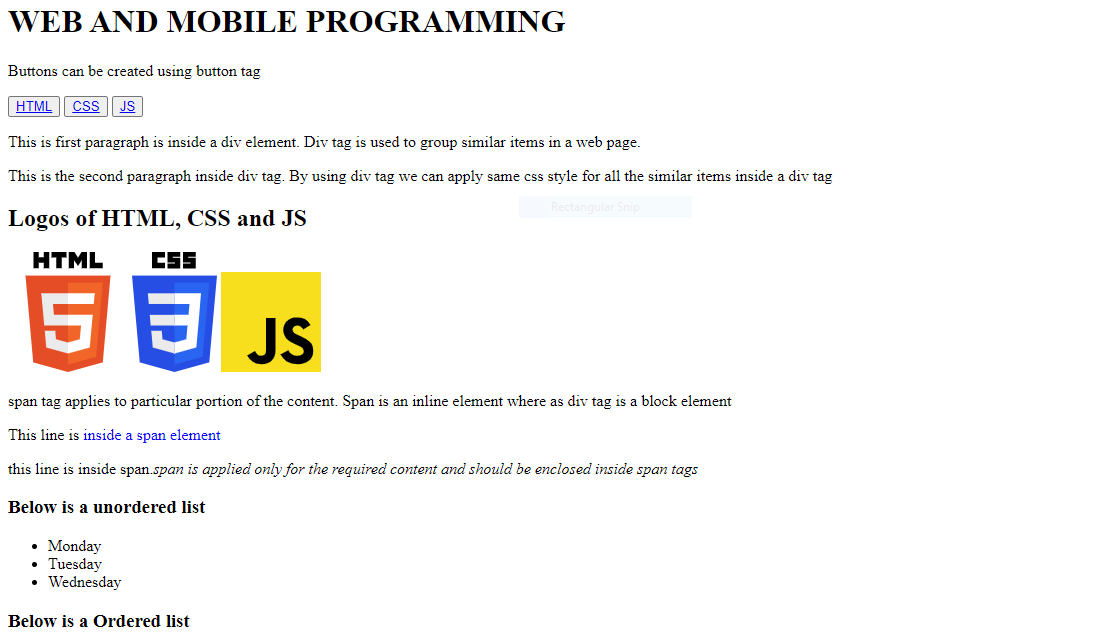 WEB AND MOBILE PROGRAMMING
Buttons can be created using button tag
HTML CSS JS
This is first paragraph is inside a div element. Div tag is used to group similar items in a web page.
This is the second paragraph inside div tag. By using div tag we can apply same css style for all the similar items inside a div tag
Rectangular Snip
Logos of HTML, CSS and JS
HTML CSS
5 3 JS
span tag applies to particular portion of the content. Span is an inline element where as div tag is a block element
This line is inside a span element
this line is inside span.span is applied only for the required content and should be enclosed inside span tags
Below is a unordered list
• Monday
• Tuesday
• Wednesday
Below is a Ordered list